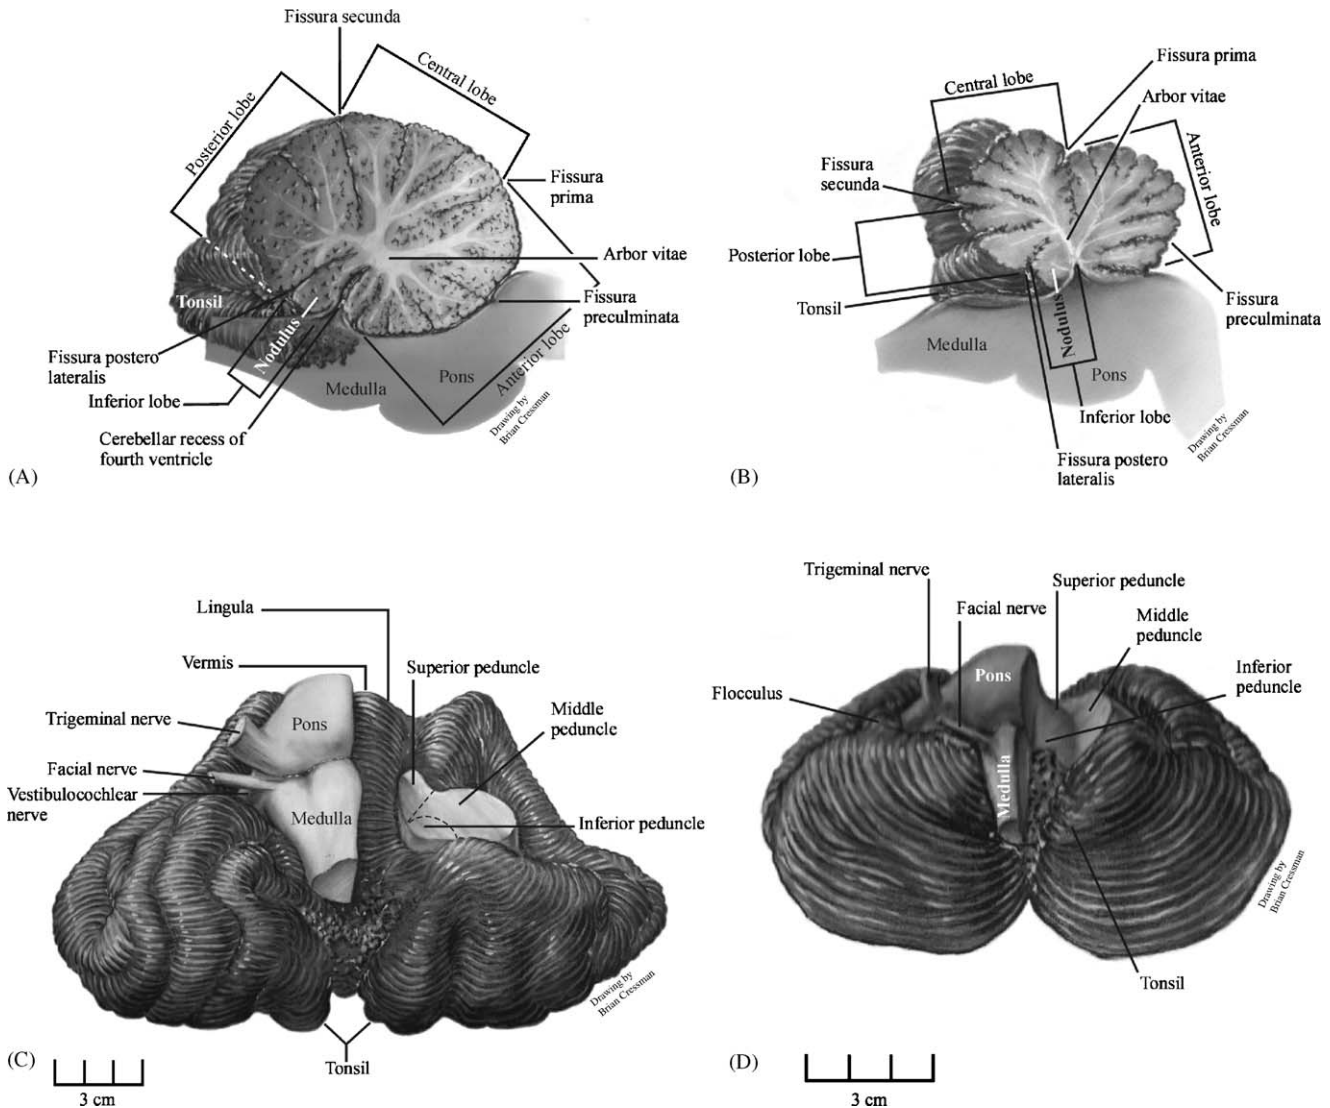 Fissura secunda
Central lobe
Posterior lobe
Fissura
prima
Arbor vitae
Tonsil
Fissura
preculminata
Nodulus
Fissura postero
lateralis
Anterior lobe
Pons
Medulla
Inferior lobe
Drawing by
Brian Cressman
Cerebellar recess of
fourth ventricle
(A)
Fissura prima
Central lobe
Arbor vitae
Anterior lobe
Fissura
secunda
Posterior lobe
Tonsil
Fissura
preculminata
Nodulus
Medulla
Pons
Inferior lobe
Drawing by
Brian Cressman
Fissura postero
lateralis
(B)
Lingula
Vermis
Superior peduncle
Trigeminal nerve
Pons
Middle
peduncle
Facial nerve
Vestibulocochlear
nerve
Medulla
Inferior peduncle
Drawing by
Brian Cressman
Tonsil
(C)
3 cm
Trigeminal nerve
Superior peduncle
Facial nerve
Middle
peduncle
Pons
Inferior
peduncle
Flocculus
Medulla
Drawing by
Brian Cressman
Tonsil
(D)
3 cm